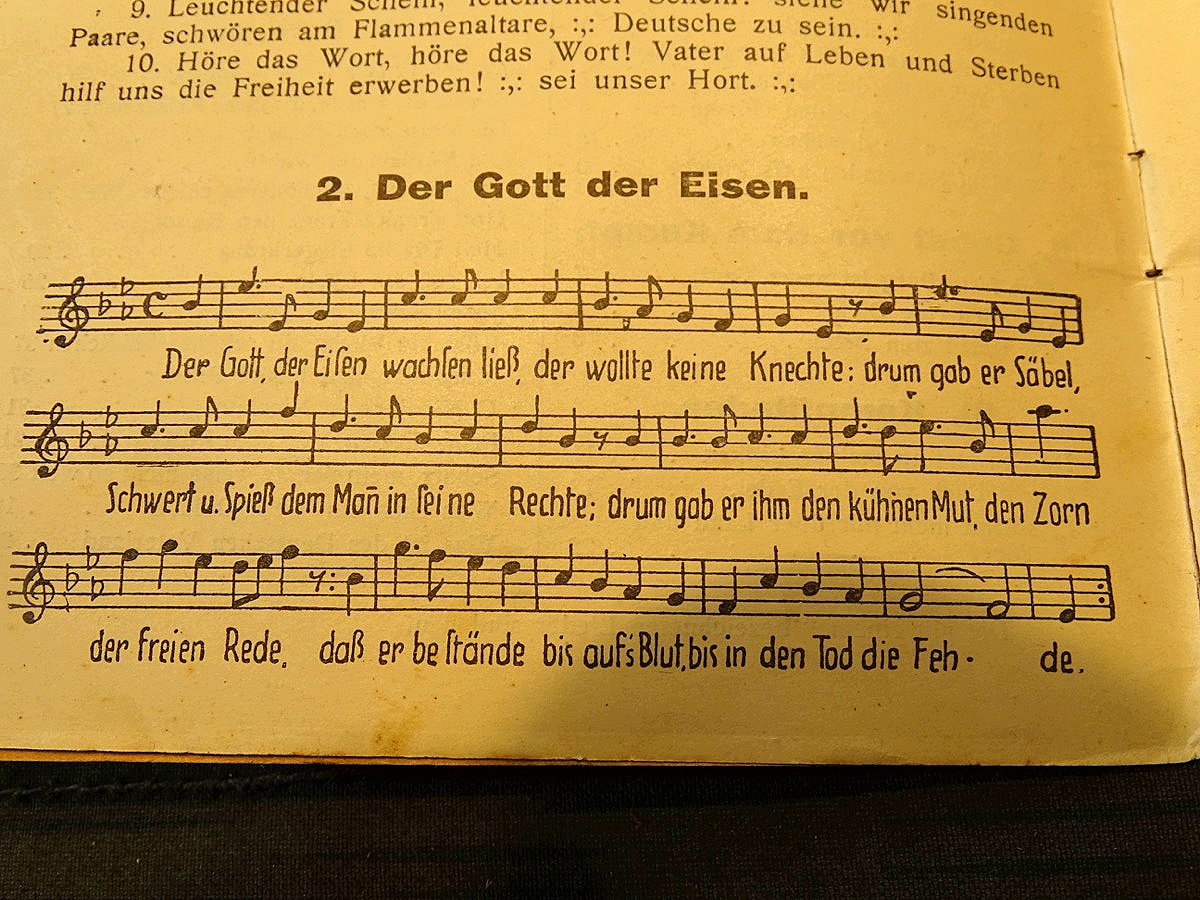 9. Leuchtender Schein, leuchtender Schein! siehe wir singenden
Paare, schwören am Flammenaltare, :,: Deutsche zu sein. :,:
10. Höre das Wort, höre das Wort! Vater auf Leben und Sterben
hilf uns die Freiheit erwerben! :,: sei unser Hort. :,:
2. Der Gott der Eisen.
Der Gott, der Eiſen wachſen ließ, der wollte keine Knechte: drum gab er Säbel,
Schwert u. Spieß dem Mañ in ſeine Rechte; drum gab er ihm den kühnen Mut, den Zorn
der freien Rede. daß er beſtände bis auf's Blut, bis in den Tod die Feh- de.